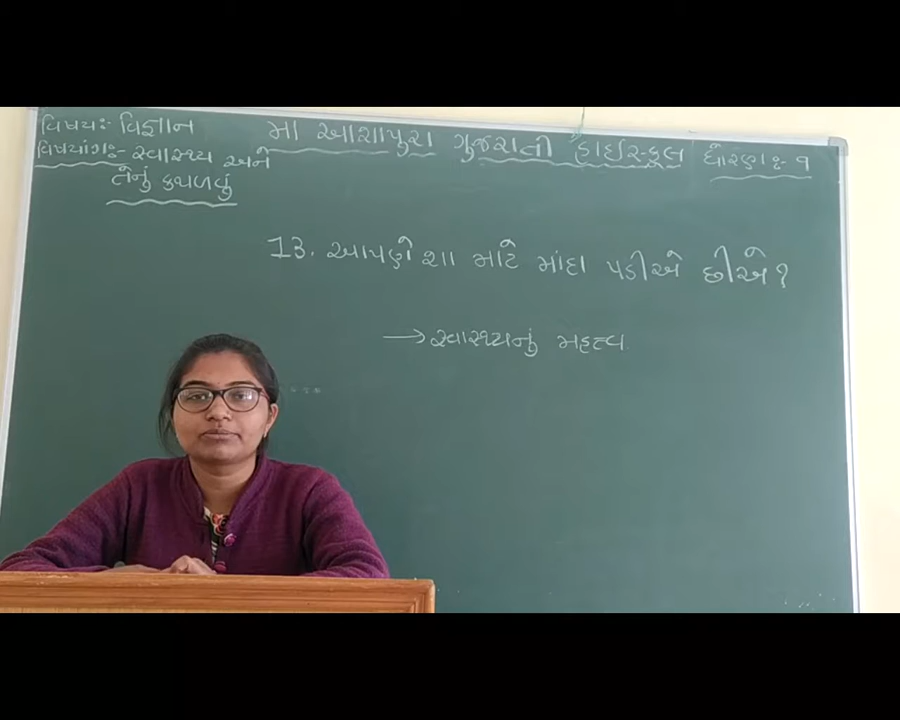 વિષય:- વિજ્ઞાન
મા આશાપુરા ગુજરાતી હાઈસ્કૂલ
ધોરણ:- ૧
વિષયાંગ:- સ્વાસ્થ્ય અને
તેનું કથળવું
13. આપણે શા માટે માંદા પડીએ છીએ?
→ સ્વાસ્થ્યનું મહત્વ